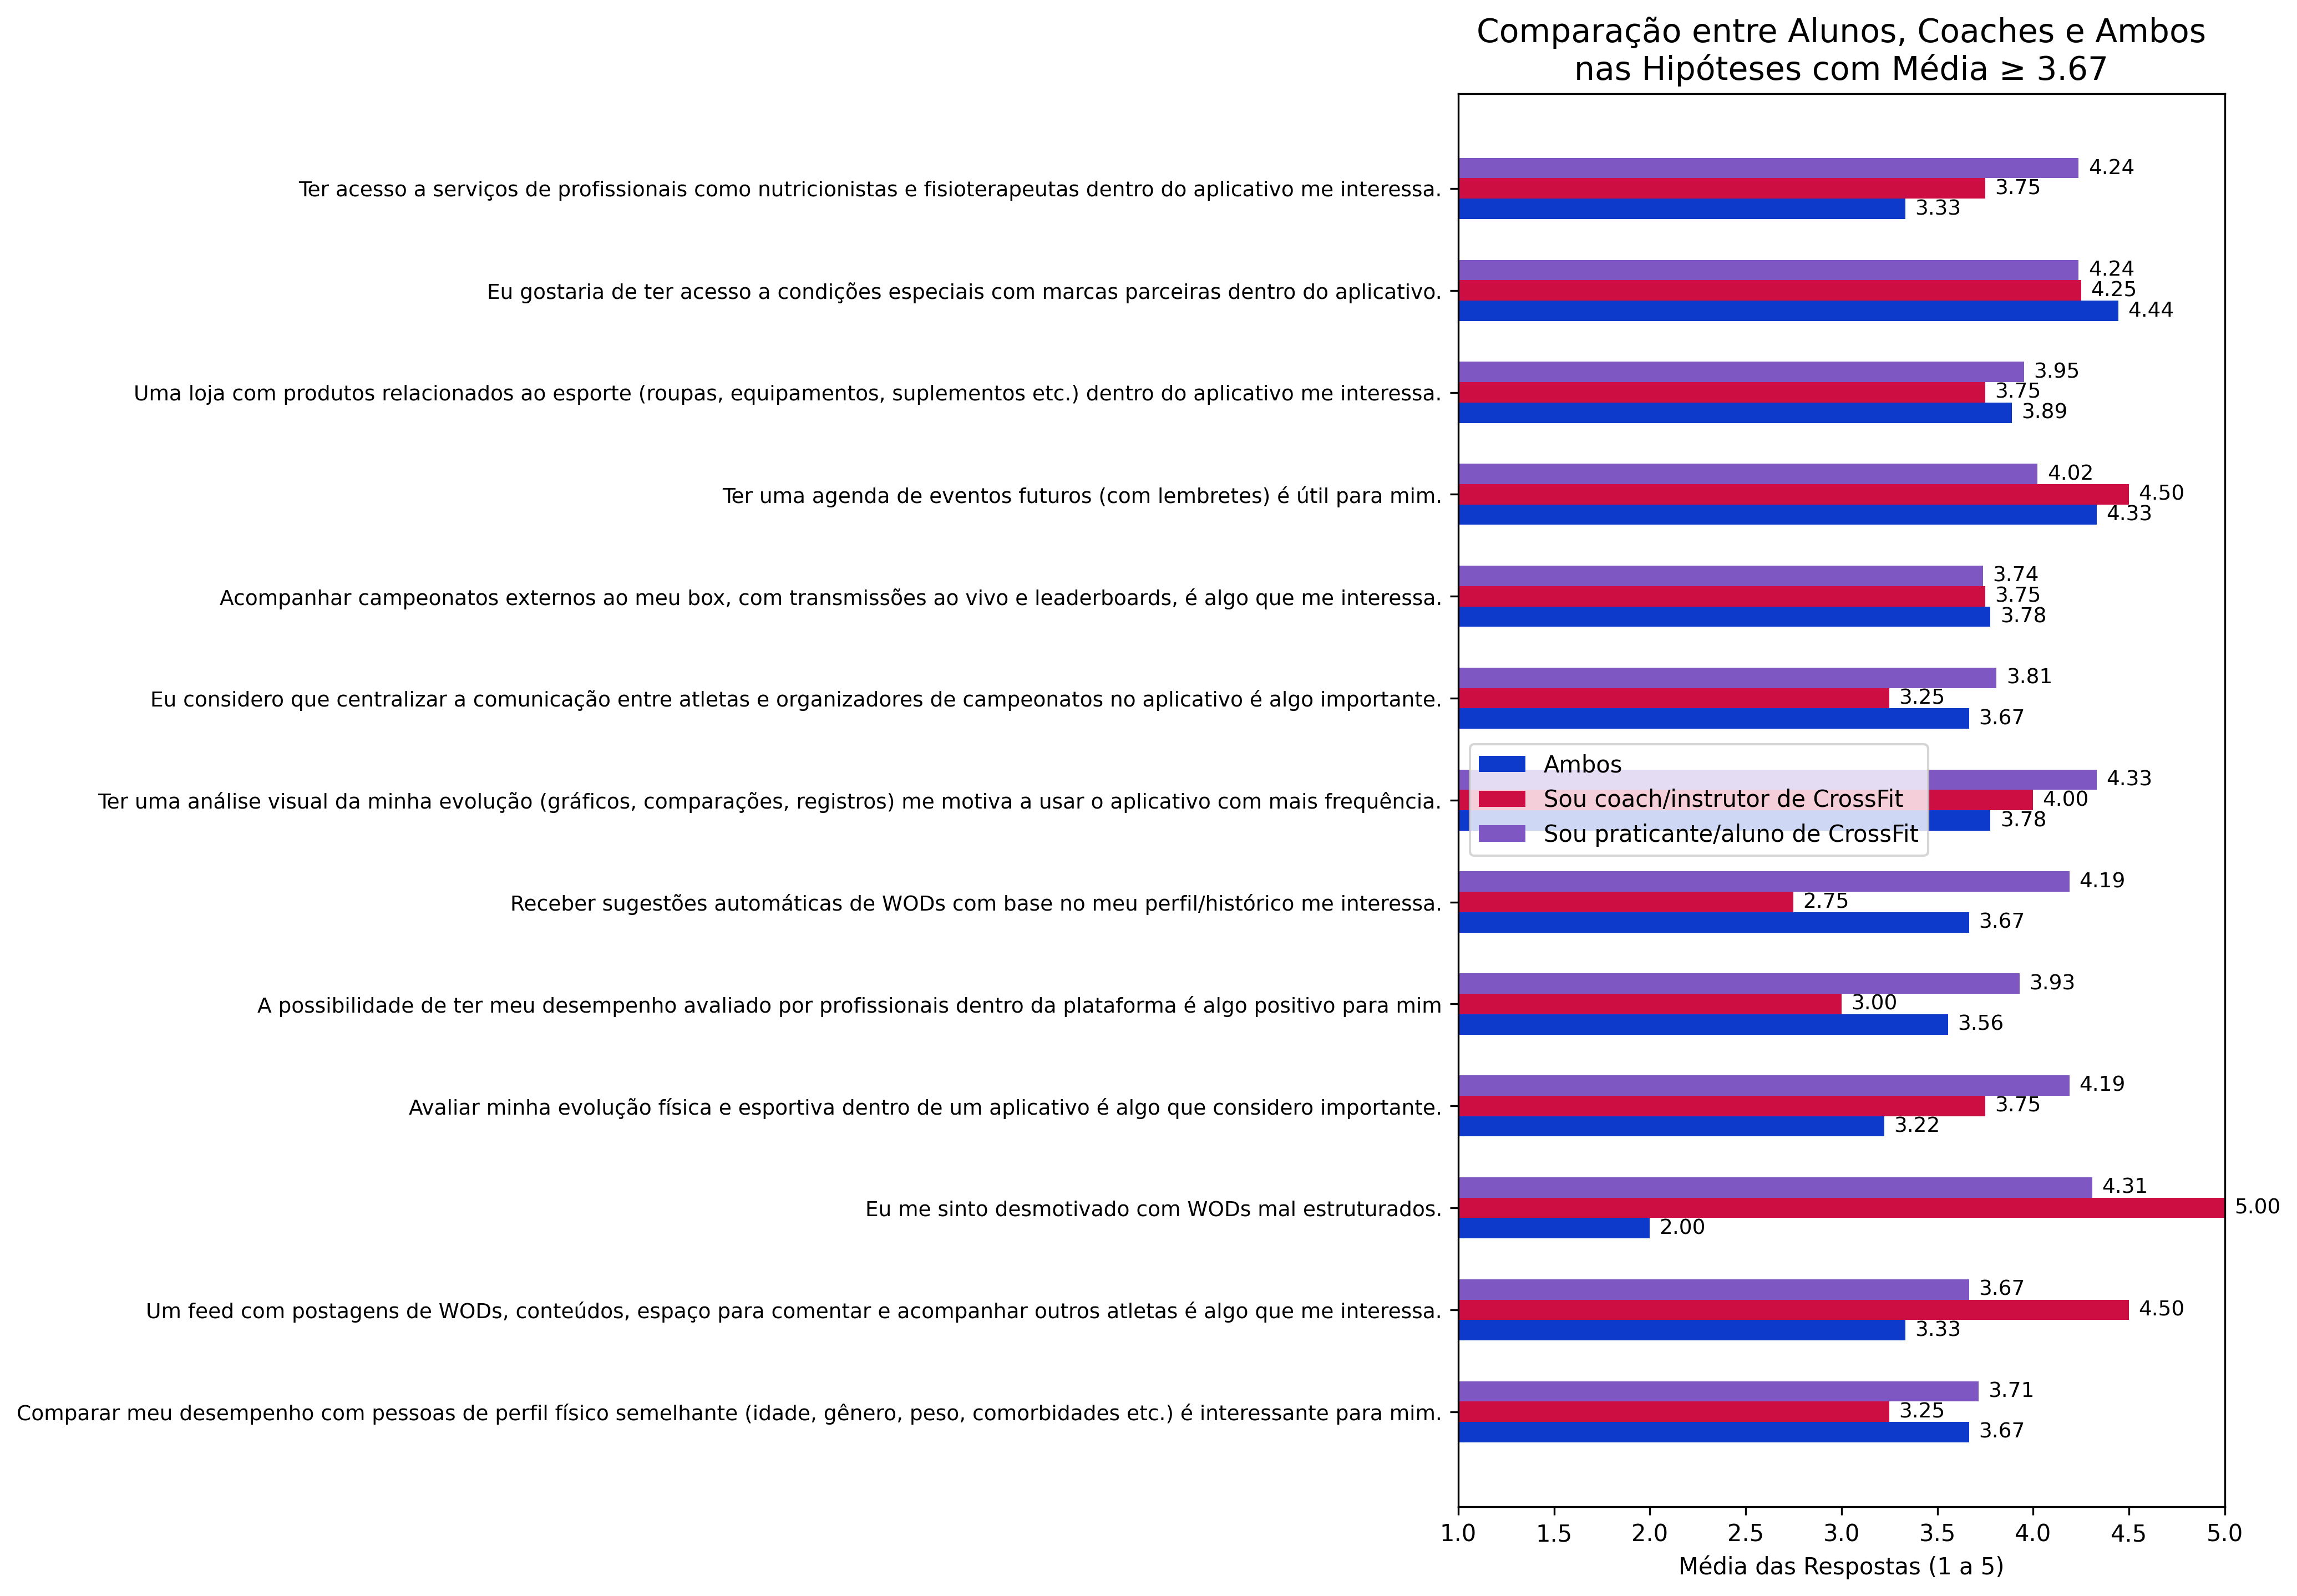 Comparação entre Alunos, Coaches e Ambos
nas Hipóteses com Média ≥ 3.67
Ter acesso a serviços de profissionais como nutricionistas e fisioterapeutas dentro do aplicativo me interessa.
4.24
3.75
3.33
Eu gostaria de ter acesso a condições especiais com marcas parceiras dentro do aplicativo.
4.24
4.25
4.44
Uma loja com produtos relacionados ao esporte (roupas, equipamentos, suplementos etc.) dentro do aplicativo me interessa.
3.95
3.75
3.89
Ter uma agenda de eventos futuros (com lembretes) é útil para mim.
4.02
4.50
4.33
Acompanhar campeonatos externos ao meu box, com transmissões ao vivo e leaderboards, é algo que me interessa.
3.74
3.75
3.78
Eu considero que centralizar a comunicação entre atletas e organizadores de campeonatos no aplicativo é algo importante.
3.81
3.25
3.67
Ambos
Sou coach/instrutor de CrossFit
Sou praticante/aluno de CrossFit
Ter uma análise visual da minha evolução (gráficos, comparações, registros) me motiva a usar o aplicativo com mais frequência.
4.33
4.00
3.78
Receber sugestões automáticas de WODs com base no meu perfil/histórico me interessa.
4.19
2.75
3.67
A possibilidade de ter meu desempenho avaliado por profissionais dentro da plataforma é algo positivo para mim
3.93
3.00
3.56
Avaliar minha evolução física e esportiva dentro de um aplicativo é algo que considero importante.
4.19
3.75
3.22
Eu me sinto desmotivado com WODs mal estruturados.
4.31
5.00
2.00
Um feed com postagens de WODs, conteúdos, espaço para comentar e acompanhar outros atletas é algo que me interessa.
3.67
4.50
3.33
Comparar meu desempenho com pessoas de perfil físico semelhante (idade, gênero, peso, comorbidades etc.) é interessante para mim.
3.71
3.25
3.67
1.0 1.5 2.0 2.5 3.0 3.5 4.0 4.5 5.0
Média das Respostas (1 a 5)